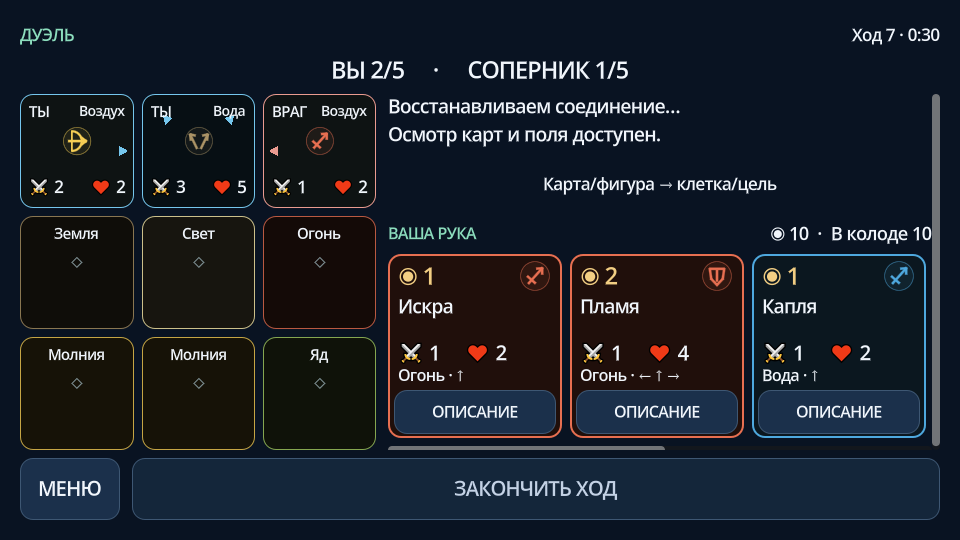 ДУЭЛЬ
Ход 7 · 0:30
ВЫ 2/5 · СОПЕРНИК 1/5
ТЫ Воздух
2 2
ТЫ Вода
3 5
ВРАГ Воздух
1 2
Земля
Свет
Огонь
Молния
Молния
Яд
Восстанавливаем соединение...
Осмотр карт и поля доступен.
Карта/фигура → клетка/цель
ВАША РУКА
◉ 10 · В колоде 10
◉ 1
Искра
1 2
Огонь · ↑
ОПИСАНИЕ
◉ 2
Пламя
1 4
Огонь · ← ↑ →
ОПИСАНИЕ
◉ 1
Капля
1 2
Вода · ↑
ОПИСАНИЕ
МЕНЮ
ЗАКОНЧИТЬ ХОД